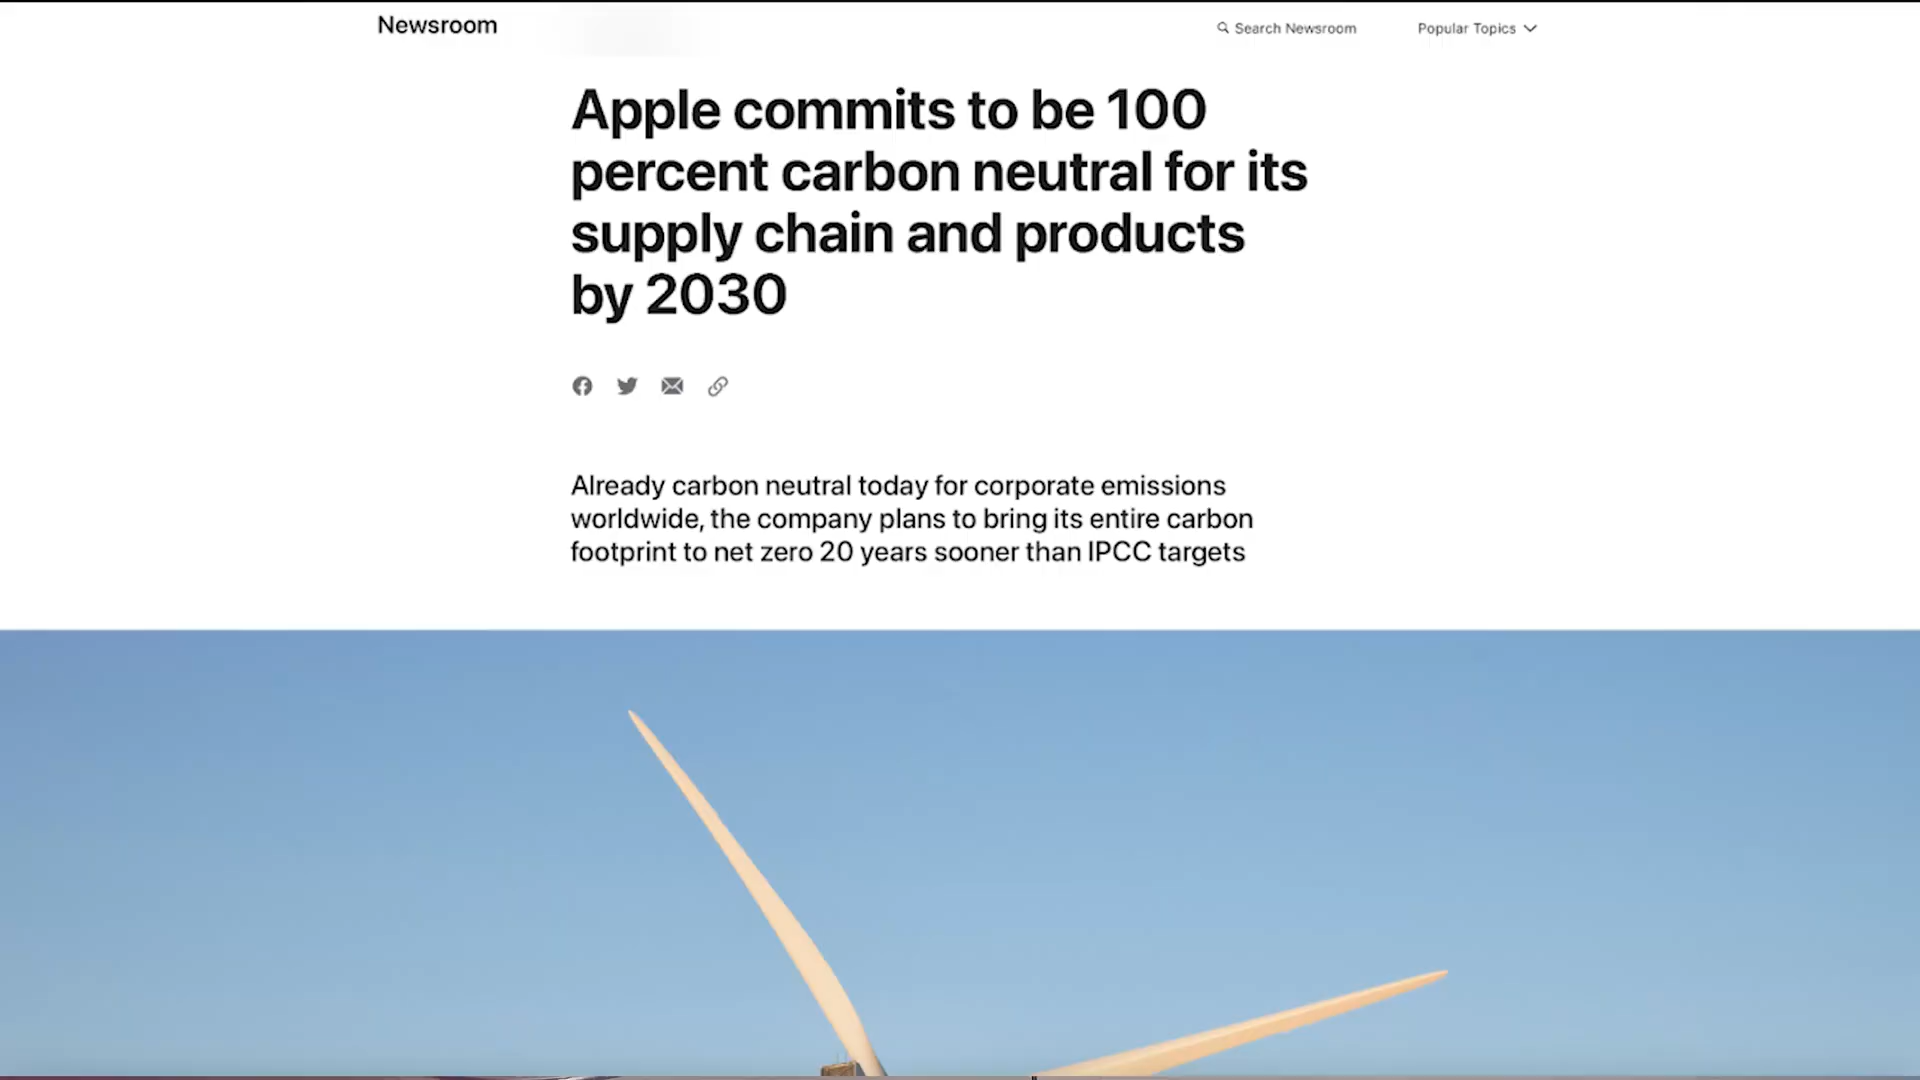 Newsroom
Search Newsroom
Popular Topics
Apple commits to be 100
percent carbon neutral for its
supply chain and products
by 2030
Already carbon neutral today for corporate emissions
worldwide, the company plans to bring its entire carbon
footprint to net zero 20 years sooner than IPCC targets